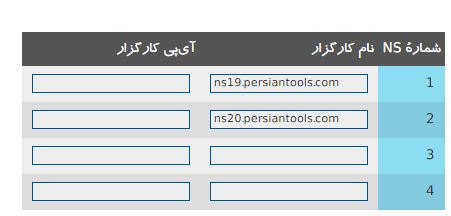 شمارهٔ NS نام کارگزار آی‌پی کارگزار
1 ns19.persiantools.com
2 ns20.persiantools.com
3
4